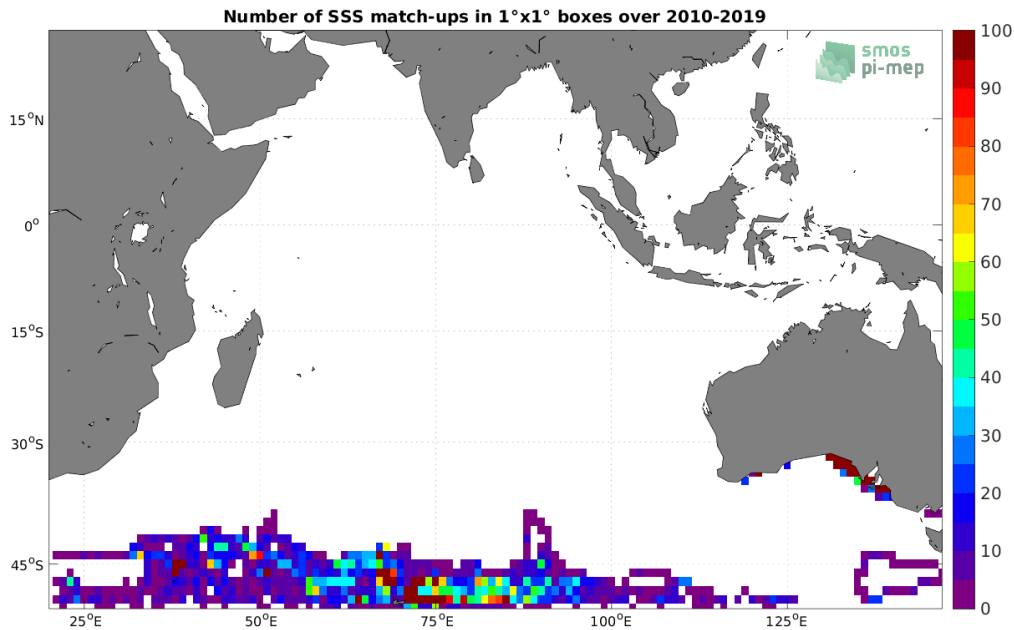 Number of SSS match-ups in 1°x1° boxes over 2010-2019
smos
pi-mep
100
90
80
70
60
50
40
30
20
10
0
15°N
0°
15°S
30°S
45°S
25°E
50°E
75°E
100°E
125°E